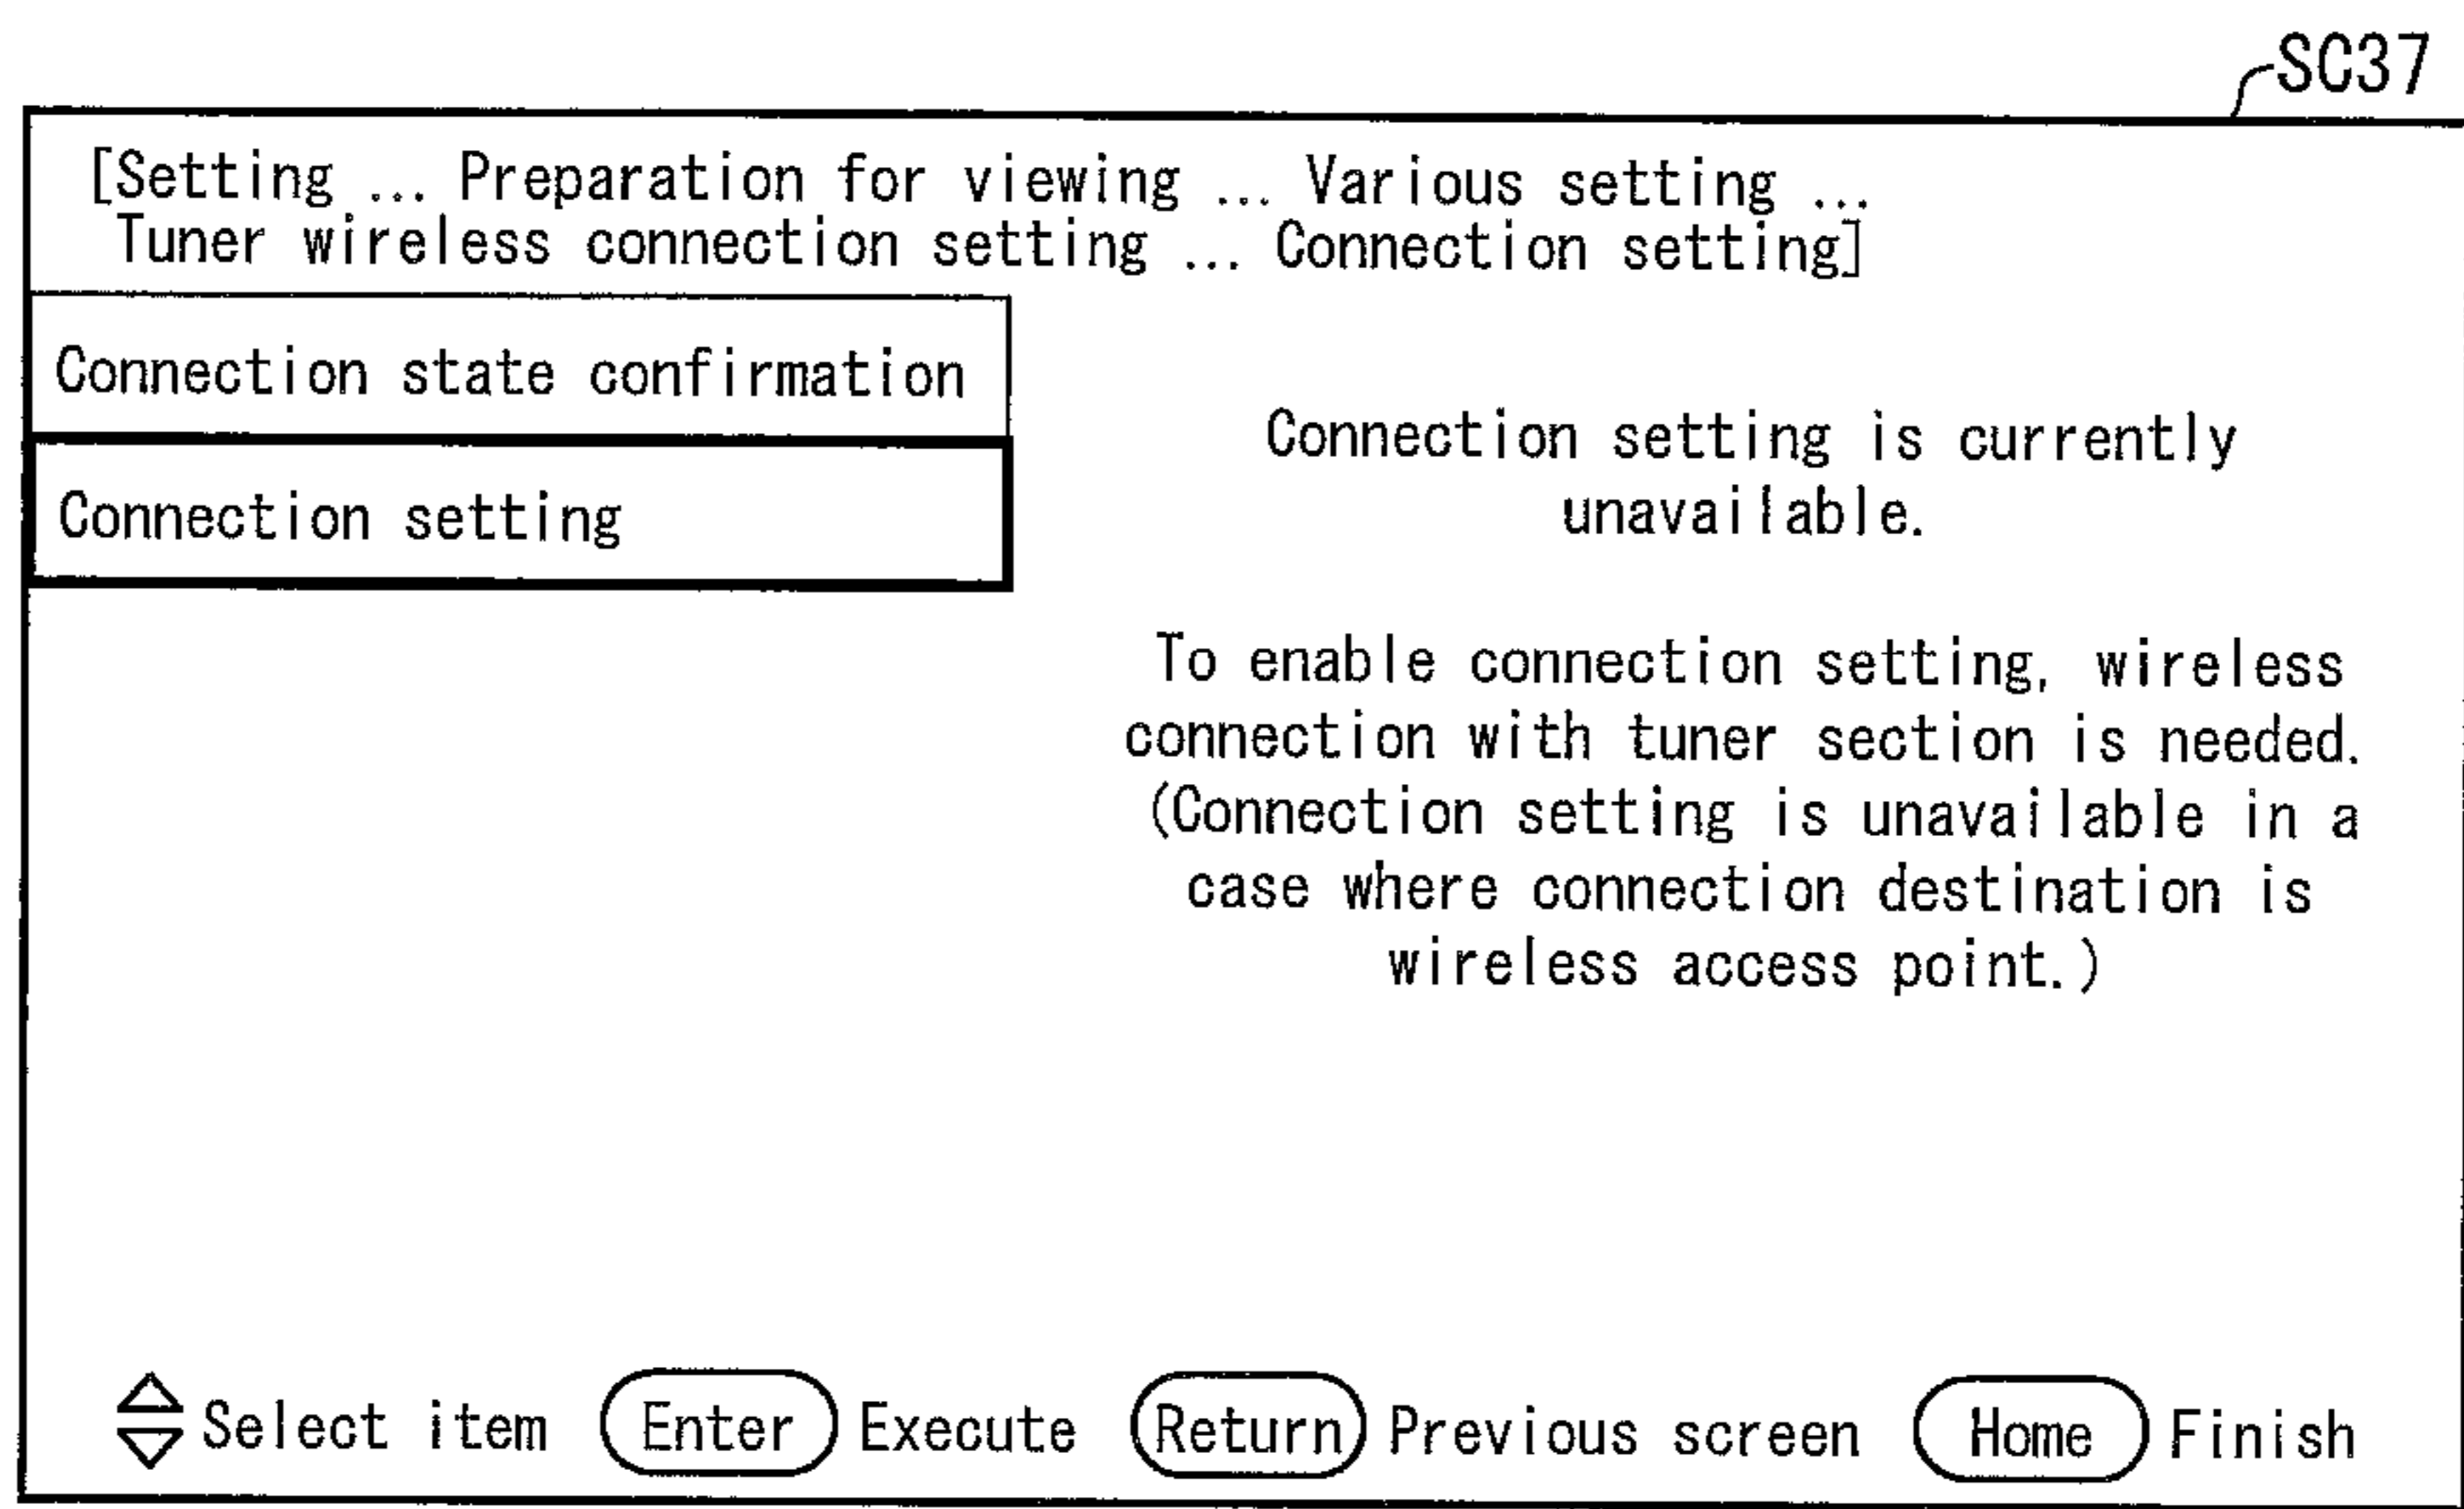 SC37
[Setting ... Preparation for viewing ... Various setting ...
Tuner wireless connection setting ... Connection setting]
Connection state confirmation
Connection setting
Connection setting is currently
unavailable.
To enable connection setting, wireless
connection with tuner section is needed.
(Connection setting is unavailable in a
case where connection destination is
wireless access point.)
Select item Enter Execute Return Previous screen Home Finish